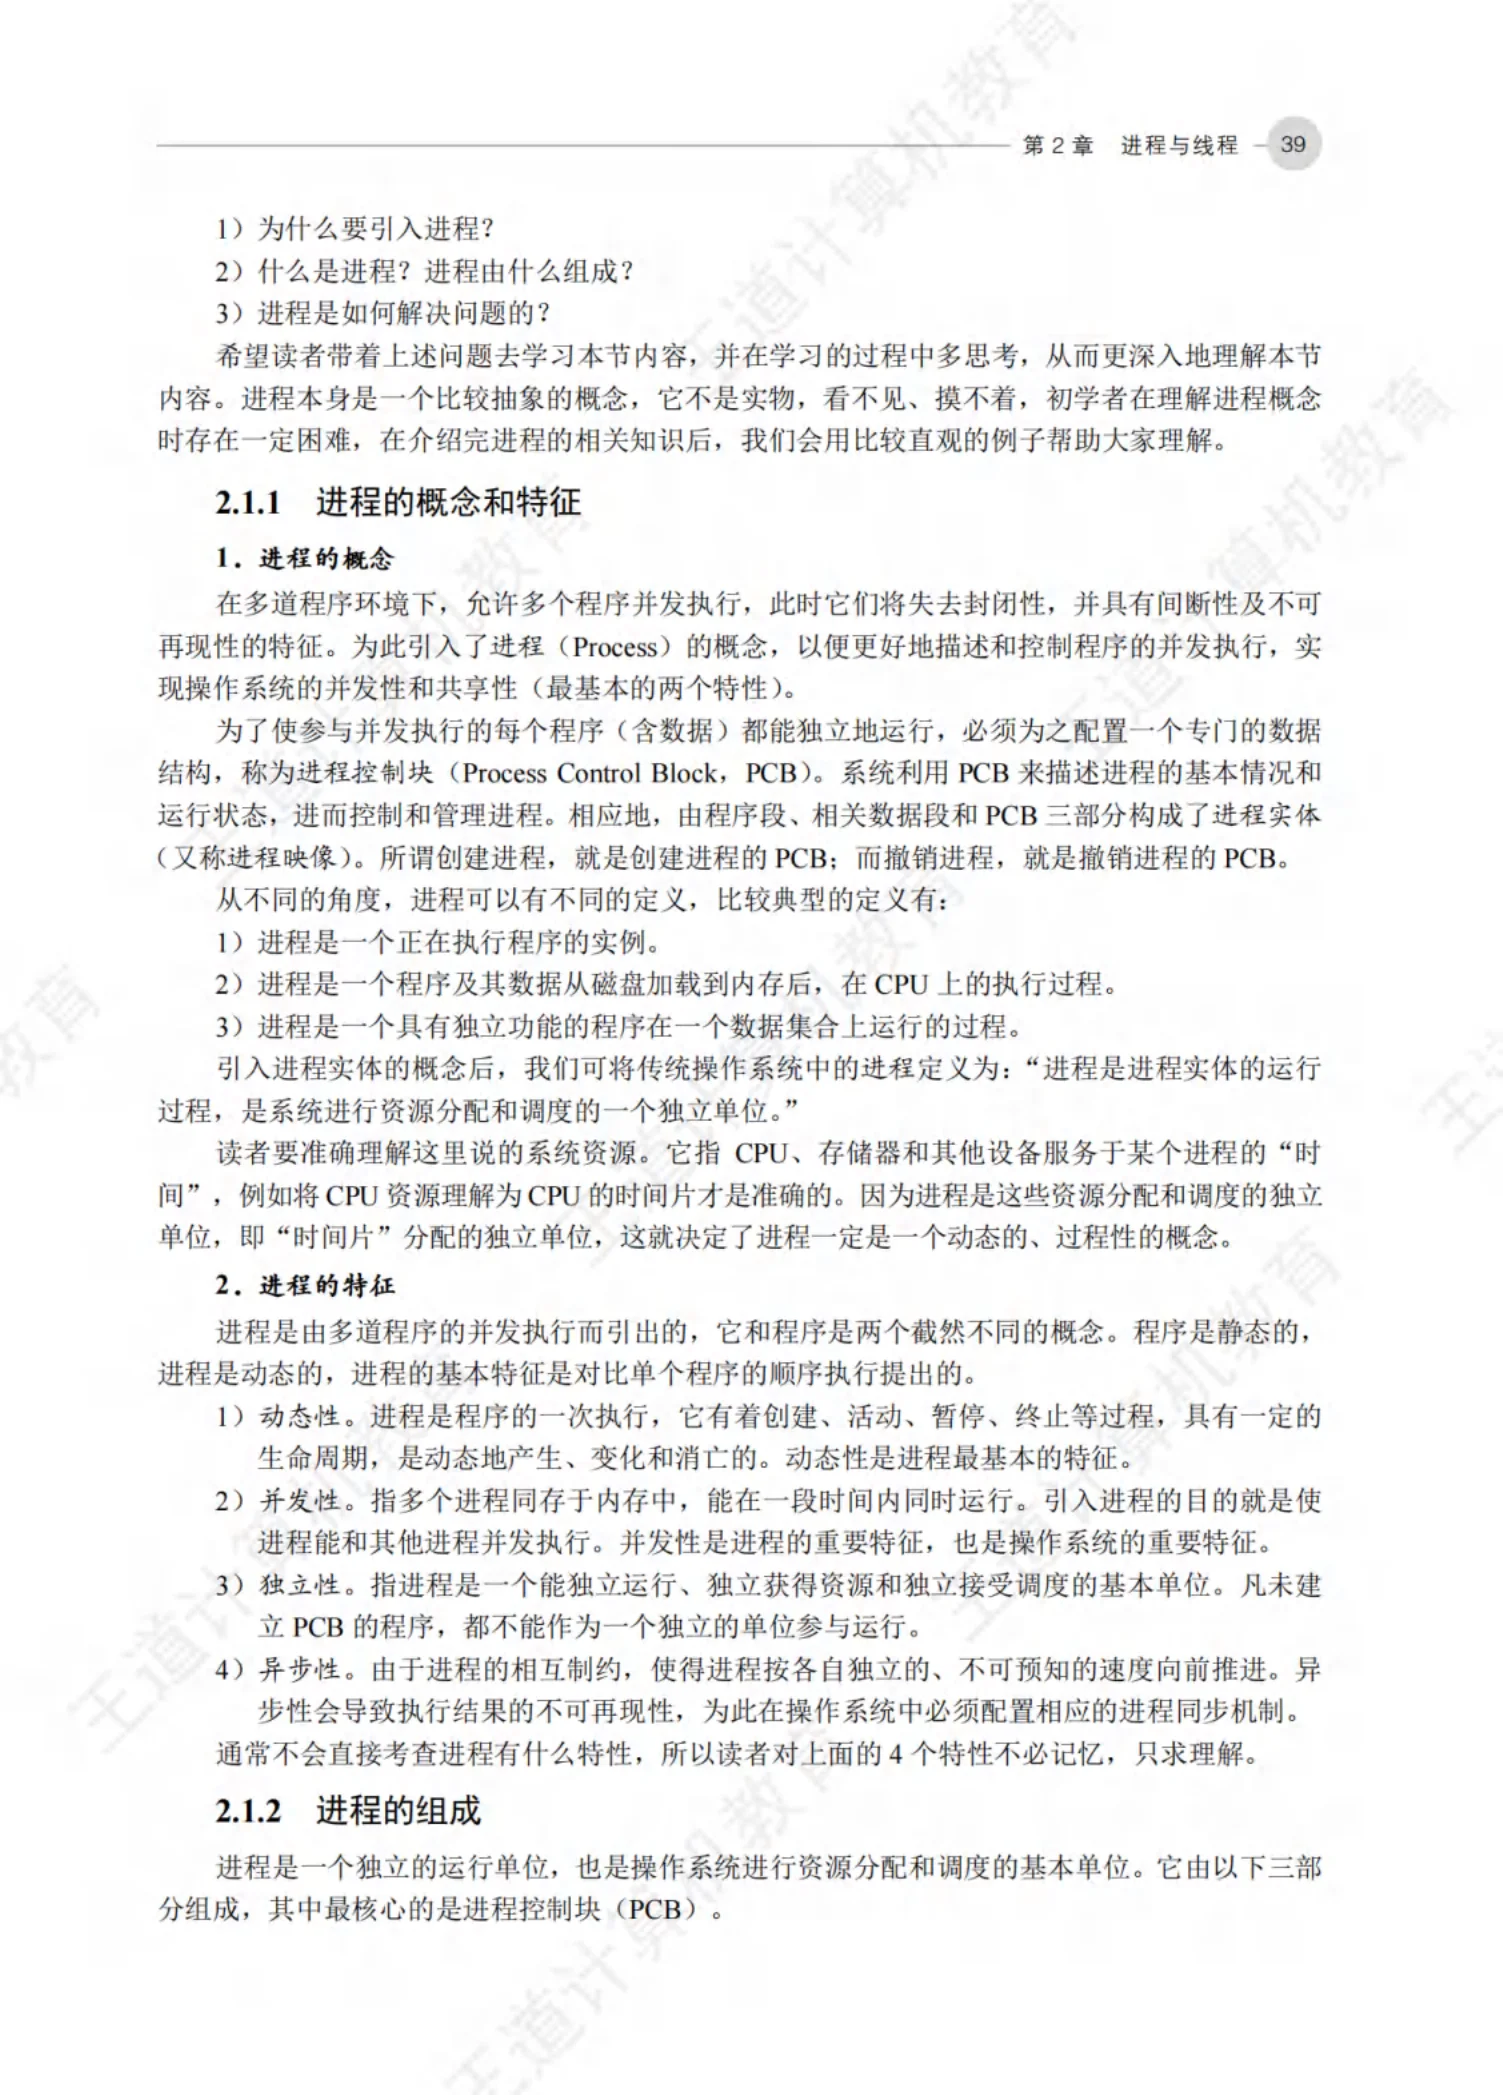 第 2 章 进程与线程 39
1）为什么要引入进程？
2）什么是进程？进程由什么组成？
3）进程是如何解决问题的？
希望读者带着上述问题去学习本节内容，并在学习的过程中多思考，从而更深入地理解本节
内容。进程本身是一个比较抽象的概念，它不是实物，看不见、摸不着，初学者在理解进程概念
时存在一定困难，在介绍完进程的相关知识后，我们会用比较直观的例子帮助大家理解。
2.1.1 进程的概念和特征
1．进程的概念
在多道程序环境下，允许多个程序并发执行，此时它们将失去封闭性，并具有间断性及不可
再现性的特征。为此引入了进程（Process）的概念，以便更好地描述和控制程序的并发执行，实
现操作系统的并发性和共享性（最基本的两个特性）。
为了使参与并发执行的每个程序（含数据）都能独立地运行，必须为之配置一个专门的数据
结构，称为进程控制块（Process Control Block，PCB）。系统利用 PCB 来描述进程的基本情况和
运行状态，进而控制和管理进程。相应地，由程序段、相关数据段和 PCB 三部分构成了进程实体
（又称进程映像）。所谓创建进程，就是创建进程的 PCB；而撤销进程，就是撤销进程的 PCB。
从不同的角度，进程可以有不同的定义，比较典型的定义有：
1）进程是一个正在执行程序的实例。
2）进程是一个程序及其数据从磁盘加载到内存后，在 CPU 上的执行过程。
3）进程是一个具有独立功能的程序在一个数据集合上运行的过程。
引入进程实体的概念后，我们可将传统操作系统中的进程定义为：“进程是进程实体的运行
过程，是系统进行资源分配和调度的一个独立单位。”
读者要准确理解这里说的系统资源。它指 CPU、存储器和其他设备服务于某个进程的“时
间”，例如将 CPU 资源理解为 CPU 的时间片才是准确的。因为进程是这些资源分配和调度的独立
单位，即“时间片”分配的独立单位，这就决定了进程一定是一个动态的、过程性的概念。
2．进程的特征
进程是由多道程序的并发执行而引出的，它和程序是两个截然不同的概念。程序是静态的，
进程是动态的，进程的基本特征是对比单个程序的顺序执行提出的。
1）动态性。进程是程序的一次执行，它有着创建、活动、暂停、终止等过程，具有一定的
生命周期，是动态地产生、变化和消亡的。动态性是进程最基本的特征。
2）并发性。指多个进程同存于内存中，能在一段时间内同时运行。引入进程的目的就是使
进程能和其他进程并发执行。并发性是进程的重要特征，也是操作系统的重要特征。
3）独立性。指进程是一个能独立运行、独立获得资源和独立接受调度的基本单位。凡未建
立 PCB 的程序，都不能作为一个独立的单位参与运行。
4）异步性。由于进程的相互制约，使得进程按各自独立的、不可预知的速度向前推进。异
步性会导致执行结果的不可再现性，为此在操作系统中必须配置相应的进程同步机制。
通常不会直接考查进程有什么特性，所以读者对上面的 4 个特性不必记忆，只求理解。
2.1.2 进程的组成
进程是一个独立的运行单位，也是操作系统进行资源分配和调度的基本单位。它由以下三部
分组成，其中最核心的是进程控制块（PCB）。
王道计算机教育
王道计算机教育
王道计算机教育
王道计算机教育
王道计算机教育
王道计算机教育
王道计算机教育
教育
王道